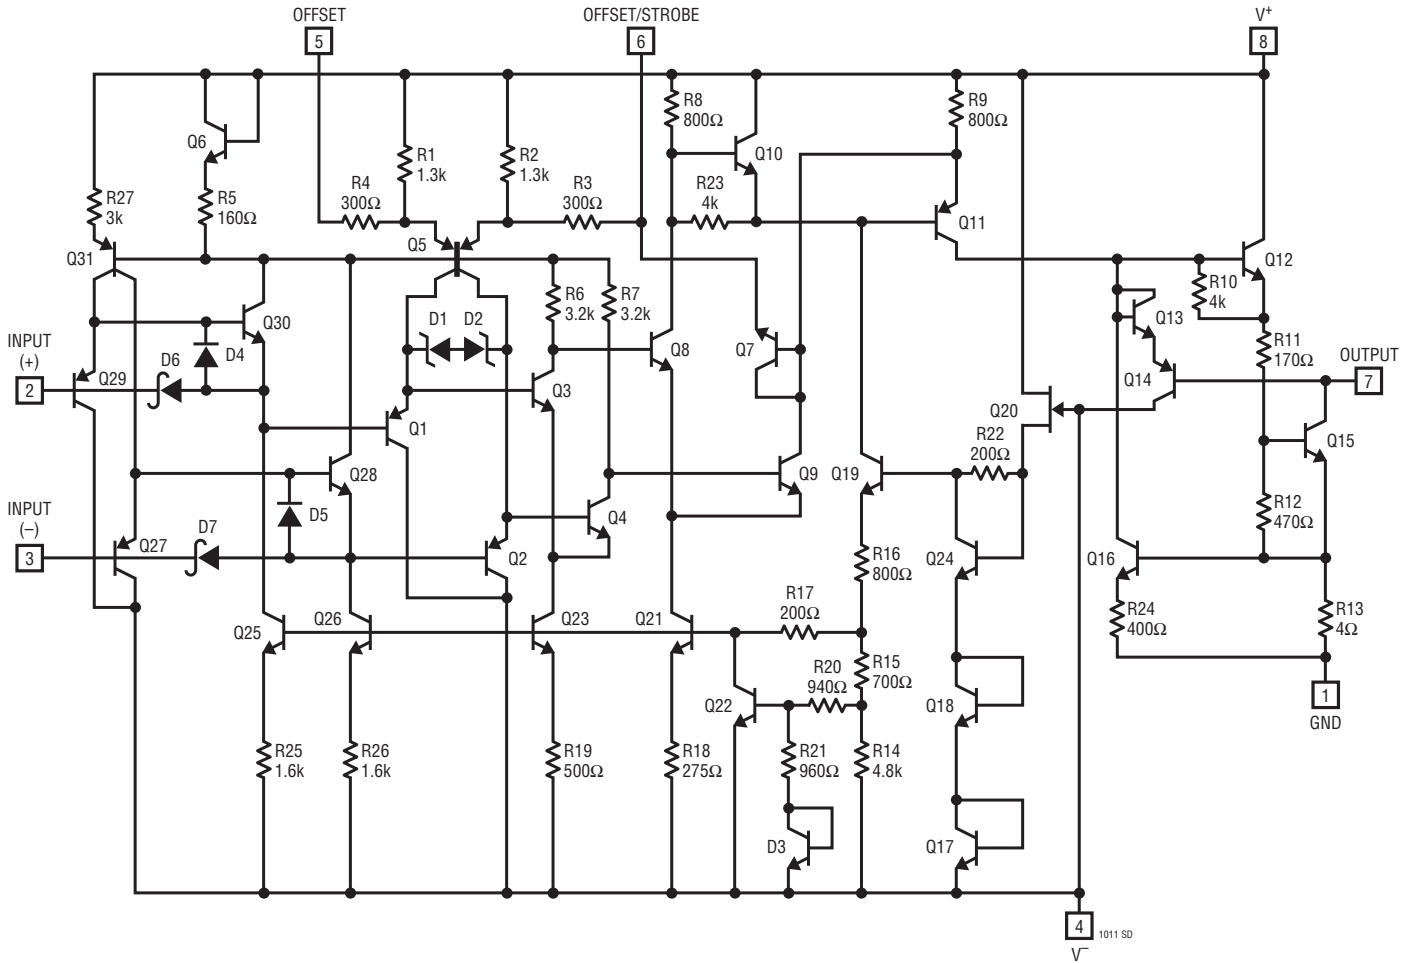 OFFSET
5
OFFSET/STROBE
6
V+
8
R8
800Ω
R9
800Ω
Q6
Q10
R1
1.3k
R2
1.3k
R4
300Ω
R3
300Ω
R23
4k
R27
3k
R5
160Ω
Q11
Q31
Q5
Q12
R10
4k
R6
3.2k
R7
3.2k
Q30
D1
D2
Q13
INPUT
(+)
2
D6
D4
Q8
Q7
R11
170Ω
OUTPUT
7
Q29
Q3
Q14
Q20
Q1
R22
200Ω
Q15
Q28
Q9
Q19
INPUT
(–)
3
D7
D5
Q4
R12
470Ω
Q27
Q2
Q24
Q16
R16
800Ω
R17
200Ω
R24
400Ω
R13
4Ω
Q25
Q26
Q23
Q21
R20
940Ω
R15
700Ω
Q22
Q18
1
GND
R25
1.6k
R26
1.6k
R19
500Ω
R18
275Ω
R21
960Ω
R14
4.8k
D3
Q17
4
1011 SD
V–